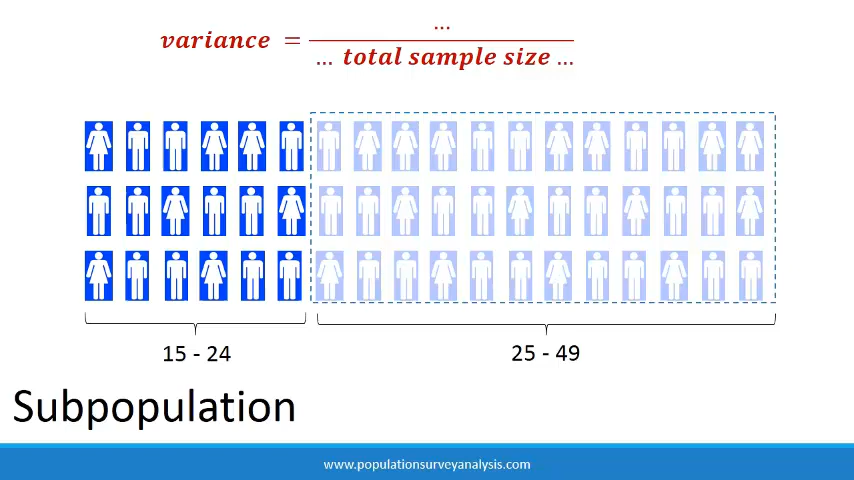 variance = ...
... total sample size ...
15 - 24
25 - 49
Subpopulation
www.populationsurveyanalysis.com